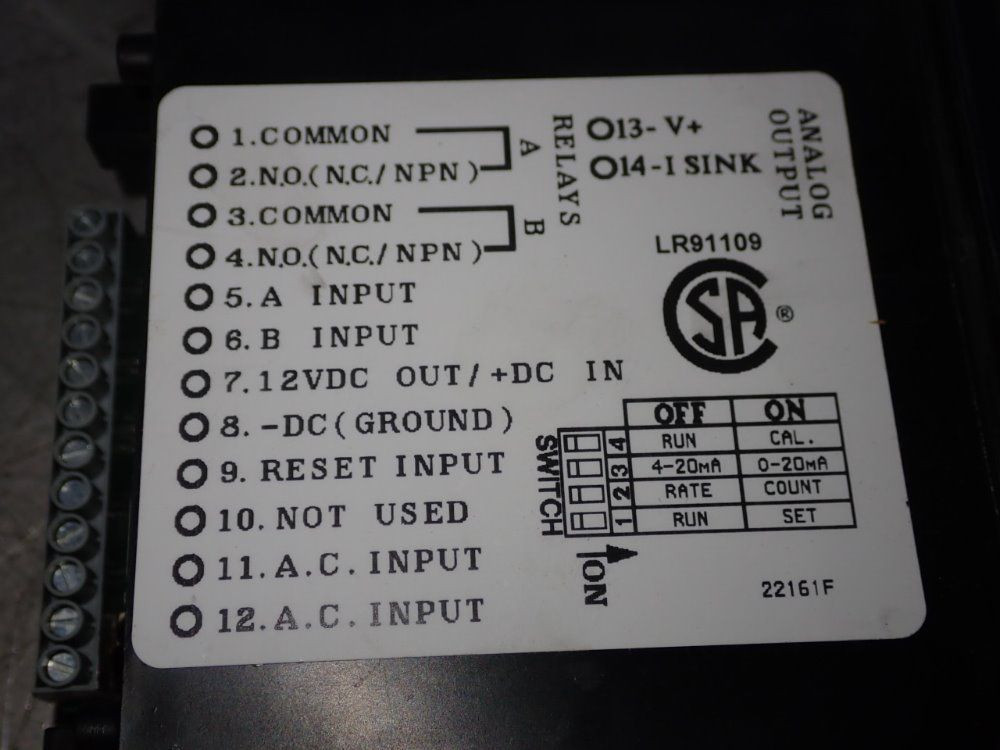 1. COMMON
2. N.O.(N.C./NPN)
3. COMMON
4. N.O.(N.C./NPN)
A
B
RELAYS
5. A INPUT
6. B INPUT
7. 12VDC OUT/+DC IN
8. -DC(GROUND)
9. RESET INPUT
10. NOT USED
11. A.C. INPUT
12. A.C. INPUT
13- V+
14-I SINK
ANALOG
OUTPUT
LR91109
CSA ®
OFF ON
4 RUN CAL.
3 4-20mA 0-20mA
2 RATE COUNT
1 RUN SET
SWITCH
ON
22161F